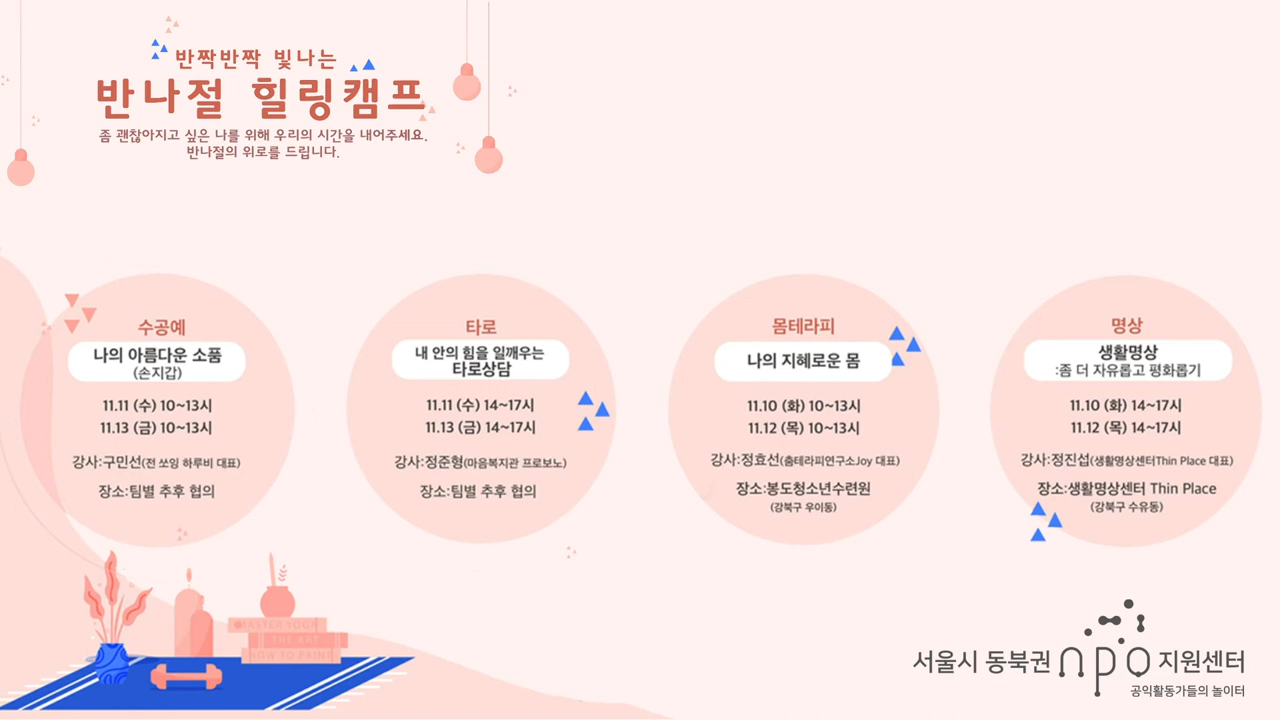 반짝반짝 빛나는
반나절 힐링캠프
좀 괜찮아지고 싶은 나를 위해 우리의 시간을 내어주세요.
반나절의 위로를 드립니다.
수공예
나의 아름다운 소품
(손지갑)
11.11 (수) 10~13시
11.13 (금) 10~13시
강사:구민선(전 쏘잉 하루비 대표)
장소:팀별 추후 협의
타로
내 안의 힘을 일깨우는
타로상담
11.11 (수) 14~17시
11.13 (금) 14~17시
강사:정준형(마음복지관 프로보노)
장소:팀별 추후 협의
몸테라피
나의 지혜로운 몸
11.10 (화) 10~13시
11.12 (목) 10~13시
강사:정효선(춤테라피연구소Joy 대표)
장소:봉도청소년수련원
(강북구 우이동)
명상
생활명상
:좀 더 자유롭고 평화롭기
11.10 (화) 14~17시
11.12 (목) 14~17시
강사:정진섭(생활명상센터Thin Place 대표)
장소:생활명상센터 Thin Place
(강북구 수유동)
MASTER YOUR
THE ART
HOW TO PAINT
서울시 동북권 npo 지원센터
공익활동가들의 놀이터